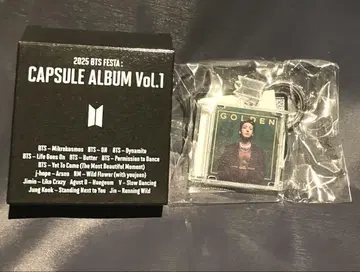 2025 BTS FESTA :
CAPSULE ALBUM Vol.1
BTS – Mikrokosmos BTS – ON BTS – Dynamite
BTS – Life Goes On BTS – Butter BTS – Permission to Dance
BTS – Yet To Come (The Most Beautiful Moment)
j-hope – Arson RM – Wild Flower (with youjeen)
Jimin – Like Crazy Agust D – Haegeum V – Slow Dancing
Jung Kook – Standing Next to You Jin – Running Wild
GOLDEN